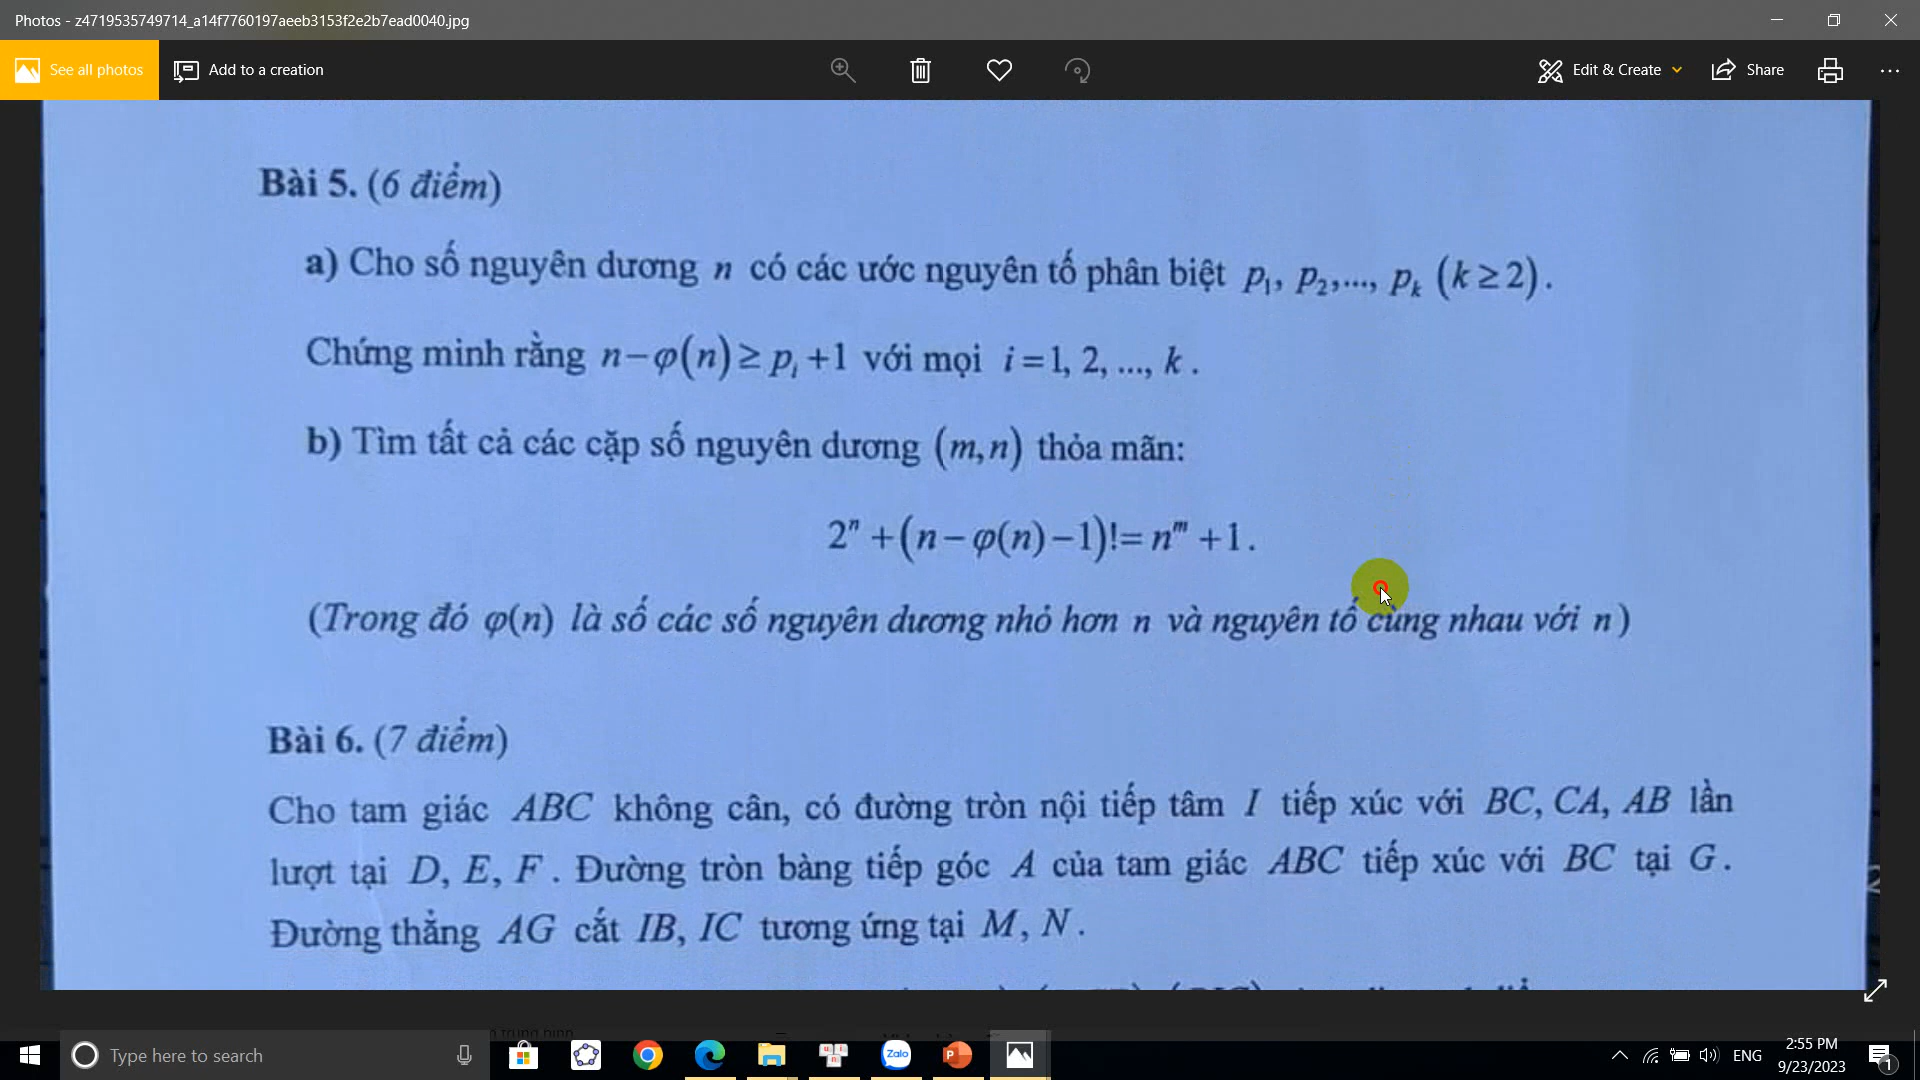 Photos - z4719535749714_a14f7760197aeeb3153f2e2b7ead0040.jpg
See all photos
Add to a creation
Edit & Create
Share
Bài 5. (6 điểm)
a) Cho số nguyên dương n có các ước nguyên tố phân biệt p₁, p₂,..., pₖ (k ≥ 2).
Chứng minh rằng n − φ(n) ≥ pᵢ + 1 với mọi i = 1, 2, ..., k.
b) Tìm tất cả các cặp số nguyên dương (m,n) thỏa mãn:
2ⁿ + (n − φ(n) − 1)! = nᵐ + 1.
(Trong đó φ(n) là số các số nguyên dương nhỏ hơn n và nguyên tố cùng nhau với n)
Bài 6. (7 điểm)
Cho tam giác ABC không cân, có đường tròn nội tiếp tâm I tiếp xúc với BC, CA, AB lần
lượt tại D, E, F. Đường tròn bàng tiếp góc A của tam giác ABC tiếp xúc với BC tại G.
Đường thẳng AG cắt IB, IC tương ứng tại M, N.
Type here to search
Zalo
ENG
2:55 PM
9/23/2023
1